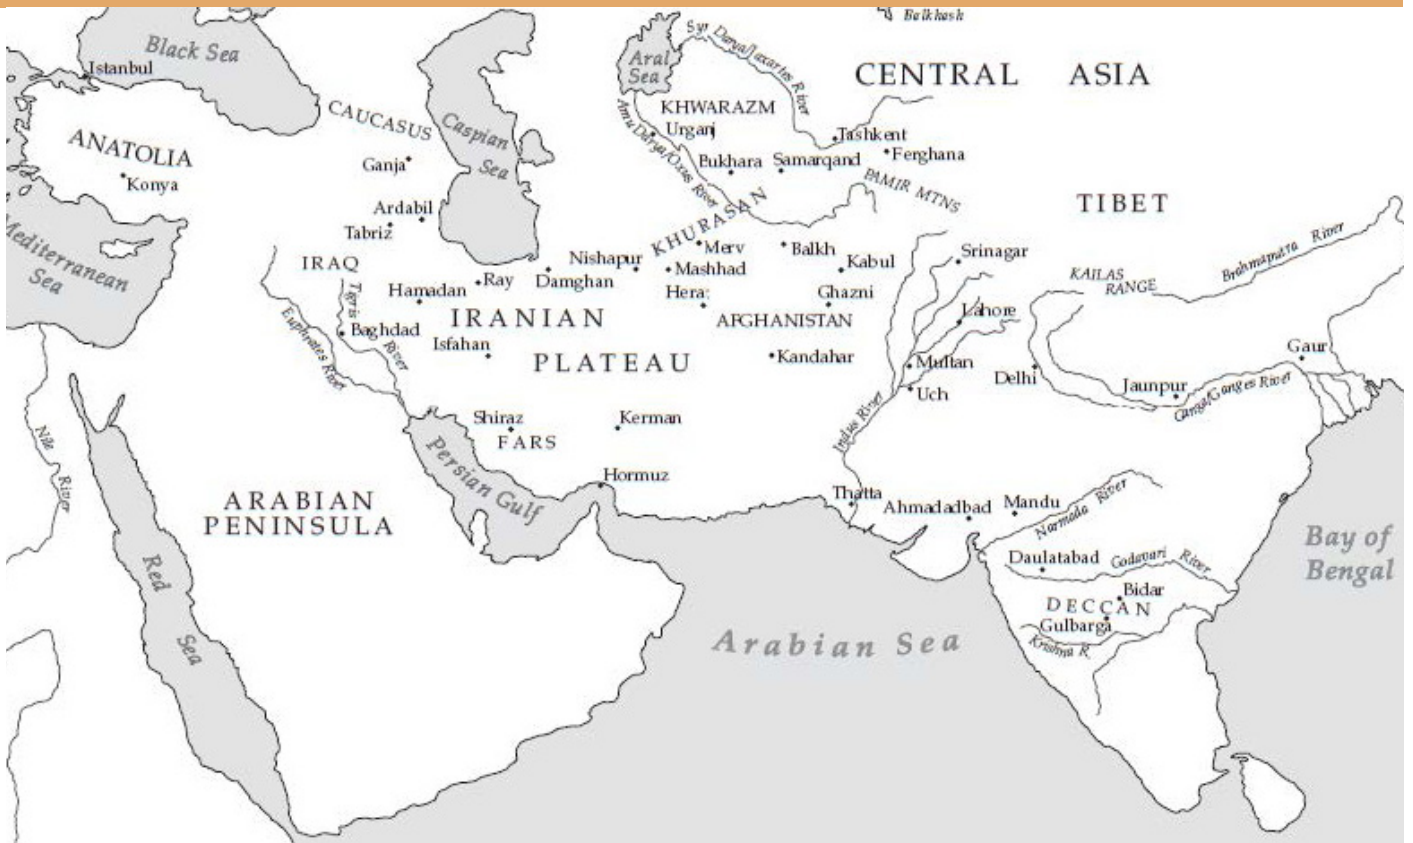 Balkhash
Black Sea
Istanbul
Aral
Sea
Syr Darya/Jaxartes River
CENTRAL ASIA
CAUCASUS
Caspian
Sea
KHWARAZM
Urganj
Amu Darya/Oxus River
Tashkent
Ferghana
ANATOLIA
Konya
Ganja
Bukhara
Samarqand
PAMIR MTNS
TIBET
Ardabil
Tabriz
KHURASAN
Mediterranean
Sea
IRAQ
Tigris
River
Nishapur
Merv
Balkh
Srinagar
Brahmaputra River
Hamadan
Ray
Damghan
Mashhad
Kabul
KAILAS
RANGE
Hera:
Ghazni
Euphrates River
Baghdad
IRANIAN
PLATEAU
AFGHANISTAN
Lahore
Isfahan
Kandahar
Multan
Uch
Delhi
Jaunpur
Gaur
Ganga/Ganges River
Nile
River
Shiraz
FARS
Kerman
Indus River
Persian Gulf
Hormuz
ARABIAN
PENINSULA
Thatta
Ahmadadbad
Mandu
Narmada River
Red
Sea
Daulatabad
Godavari River
Bay of
Bengal
Bidar
DECCAN
Gulbarga
Krishna R.
Arabian Sea